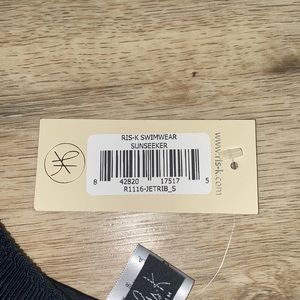 RIS-K SWIMWEAR
SUNSEEKER
8 42820 17517 5
R1116-JETRIB_S
www.ris-k.com